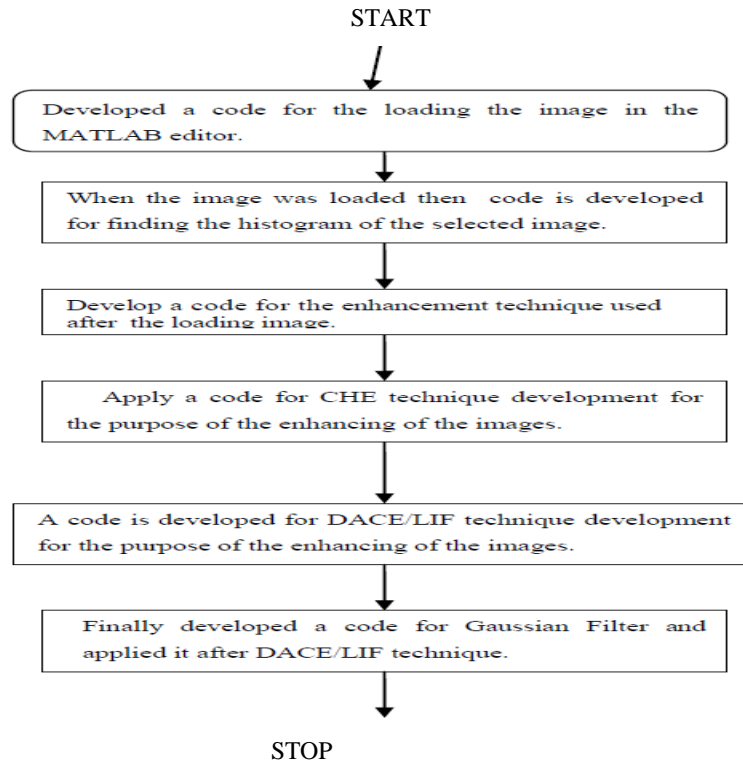 START
Developed a code for the loading the image in the
MATLAB editor.
When the image was loaded then code is developed
for finding the histogram of the selected image.
Develop a code for the enhancement technique used
after the loading image.
Apply a code for CHE technique development for
the purpose of the enhancing of the images.
A code is developed for DACE/LIF technique development
for the purpose of the enhancing of the images.
Finally developed a code for Gaussian Filter and
applied it after DACE/LIF technique.
STOP